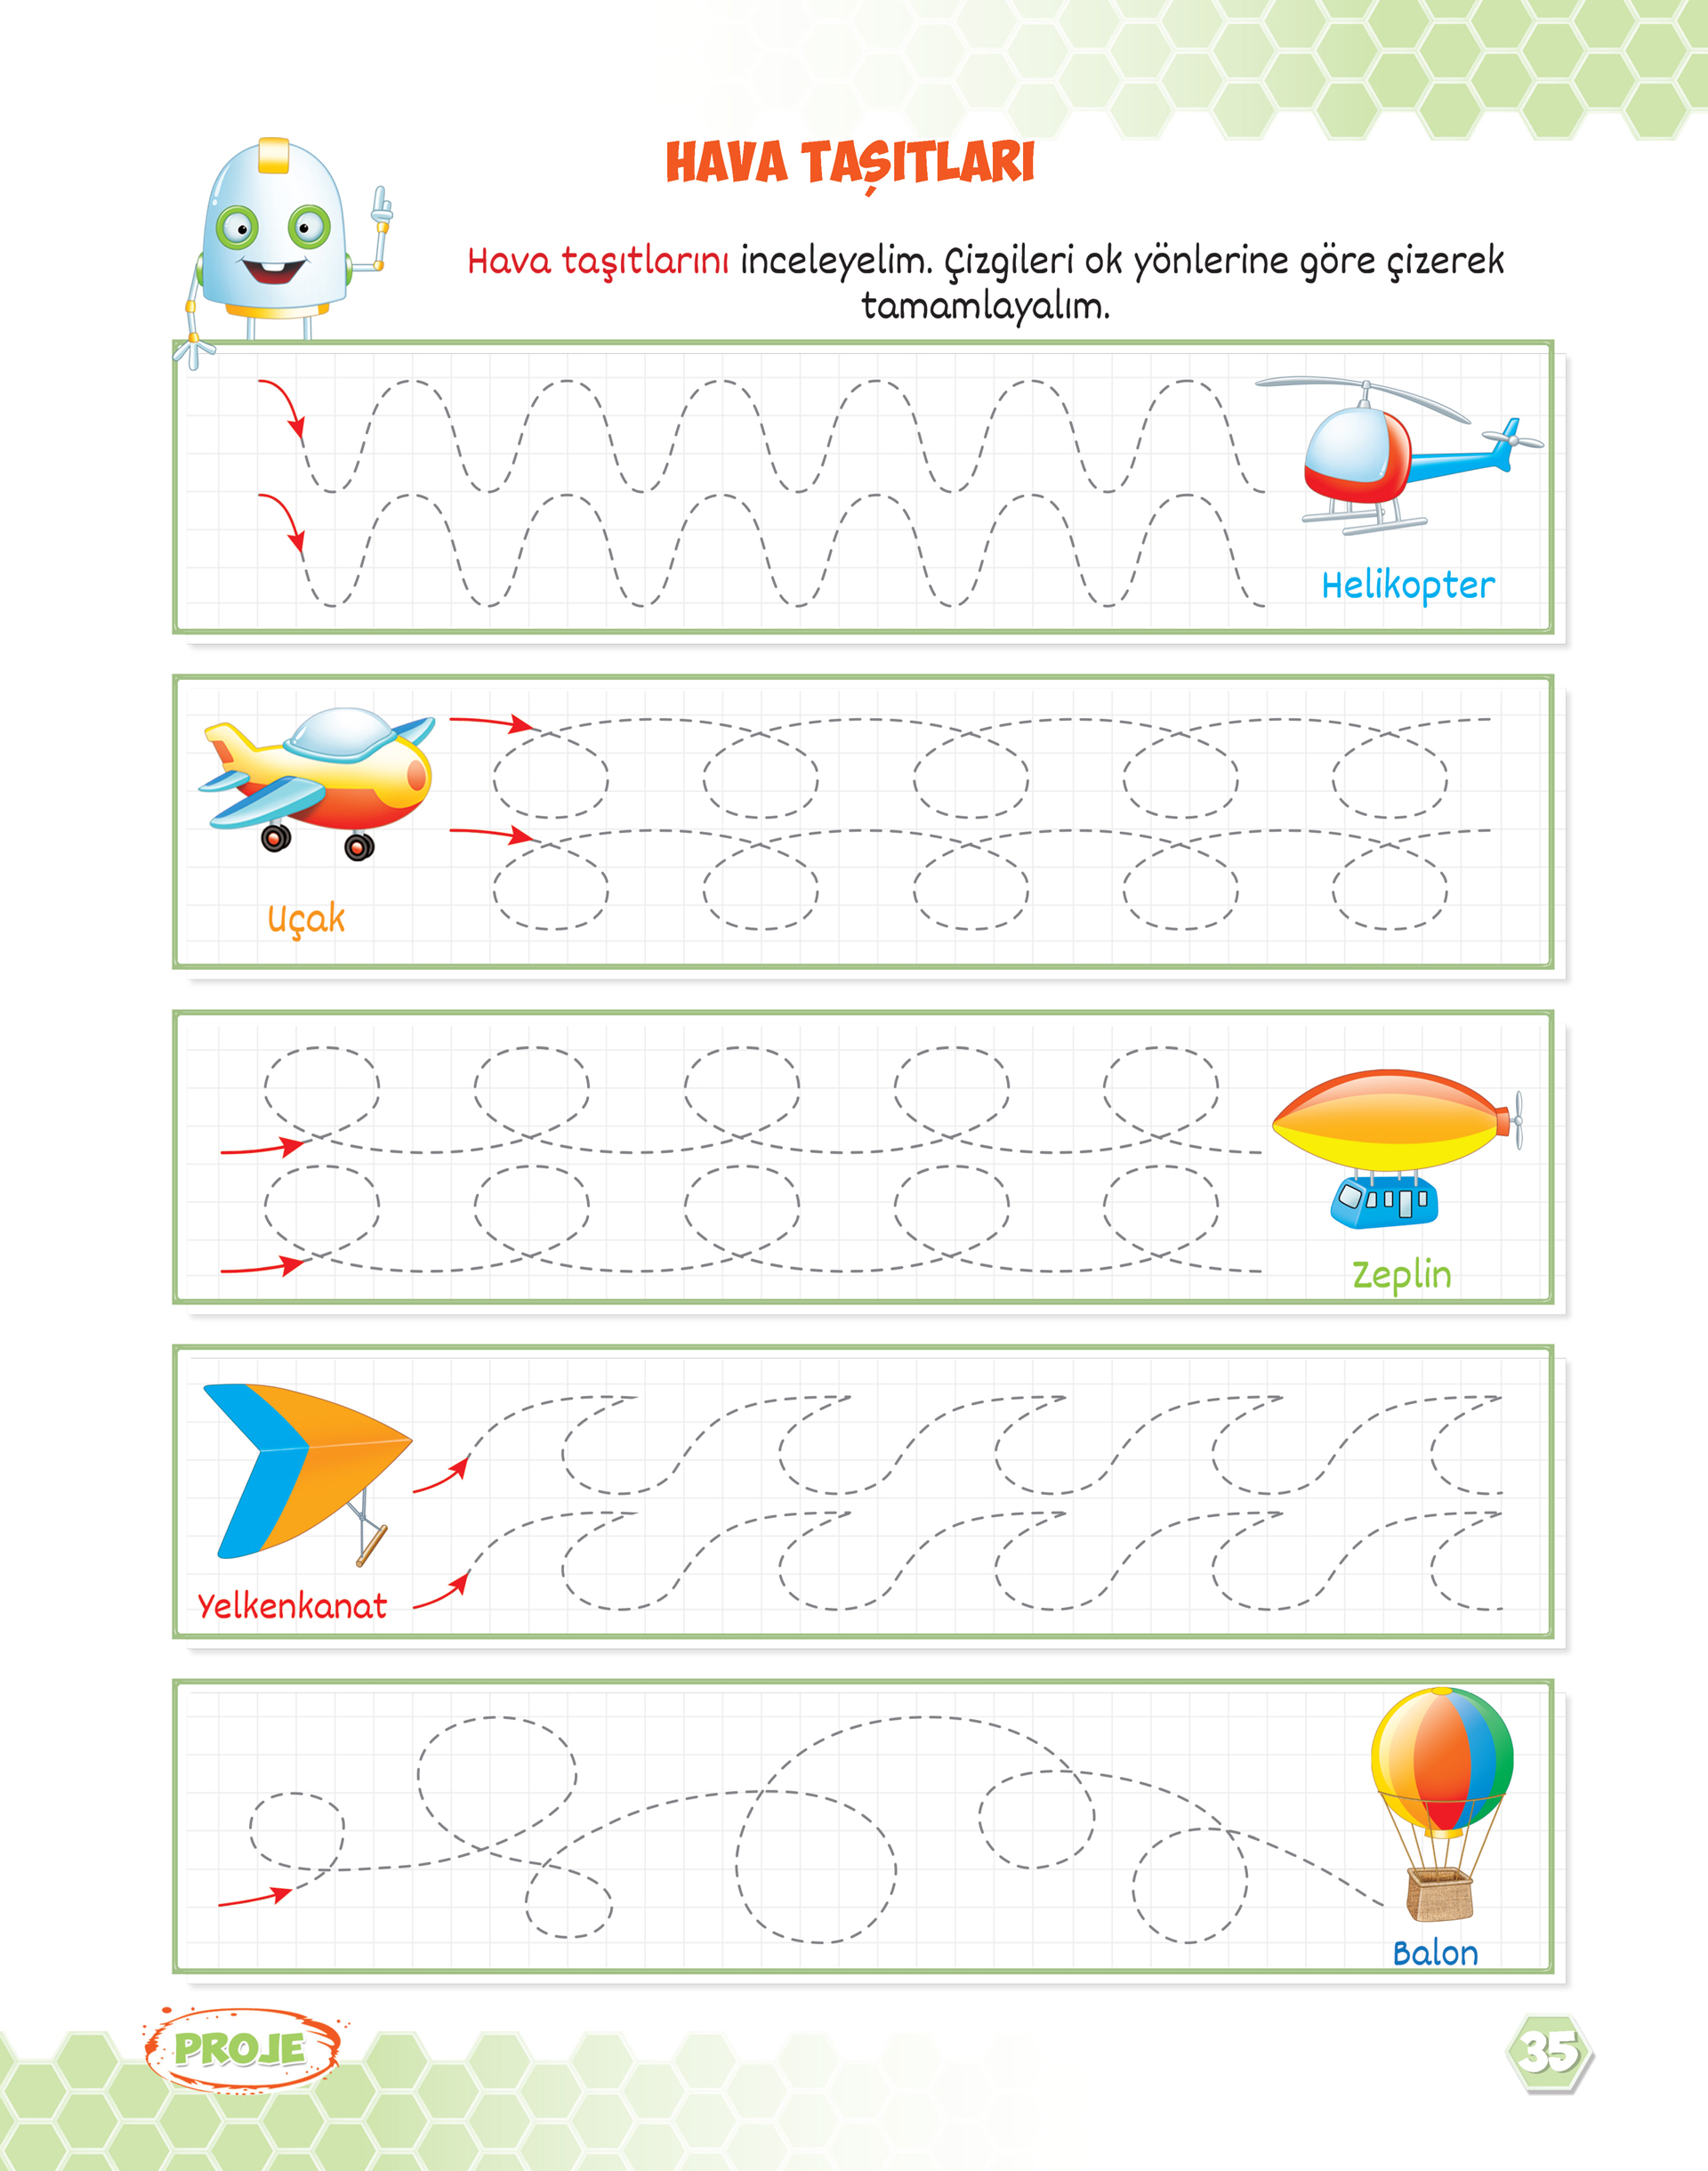 HAVA TAŞITLARI
Hava taşıtlarını inceleyelim. Çizgileri ok yönlerine göre çizerek
tamamlayalım.
Helikopter
Uçak
Zeplin
Yelkenkanat
Balon
PROJE
35